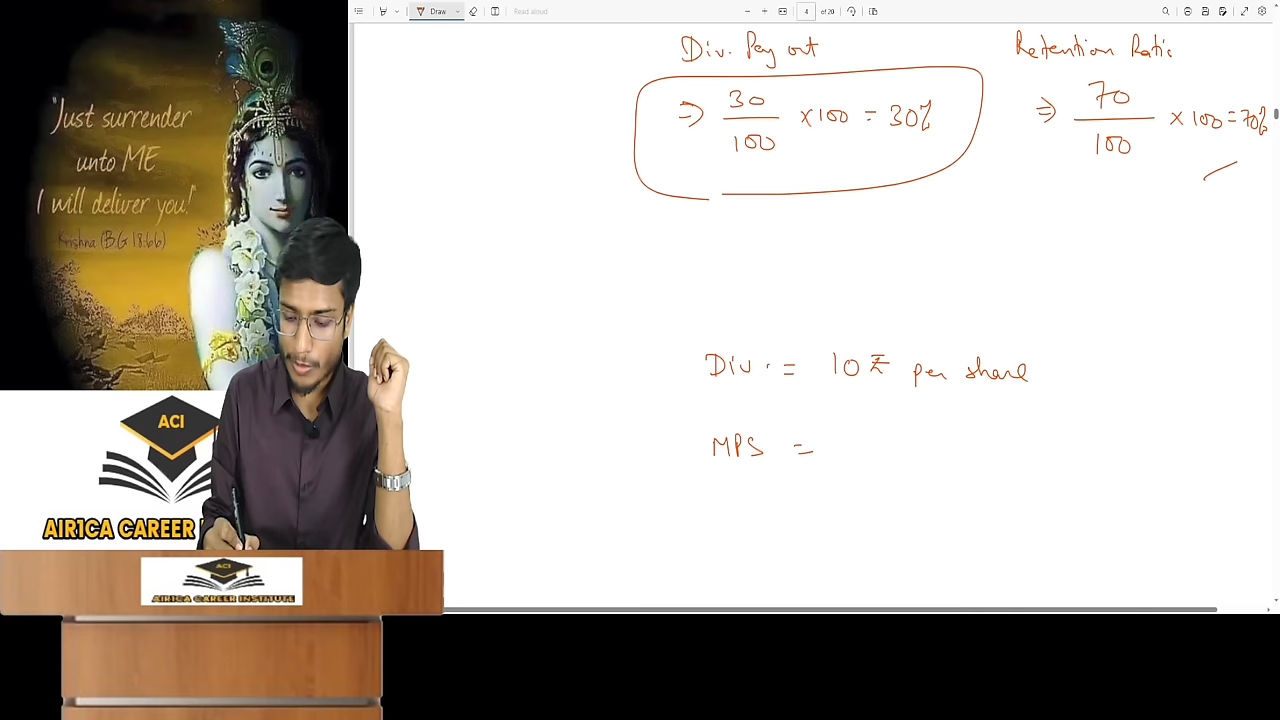 "Just surrender
unto ME
I will deliver you!"
Krishna (BG 18:66)
ACI
AIR1CA CAREER
AIR1CA CAREER INSTITUTE
Draw
Read aloud
4 of 20
Div. Pay out
⇒ 30/100 × 100 = 30%
Retention Ratio
⇒ 70/100 × 100 = 70%
Div. = 10 ₹ per share
MPS =